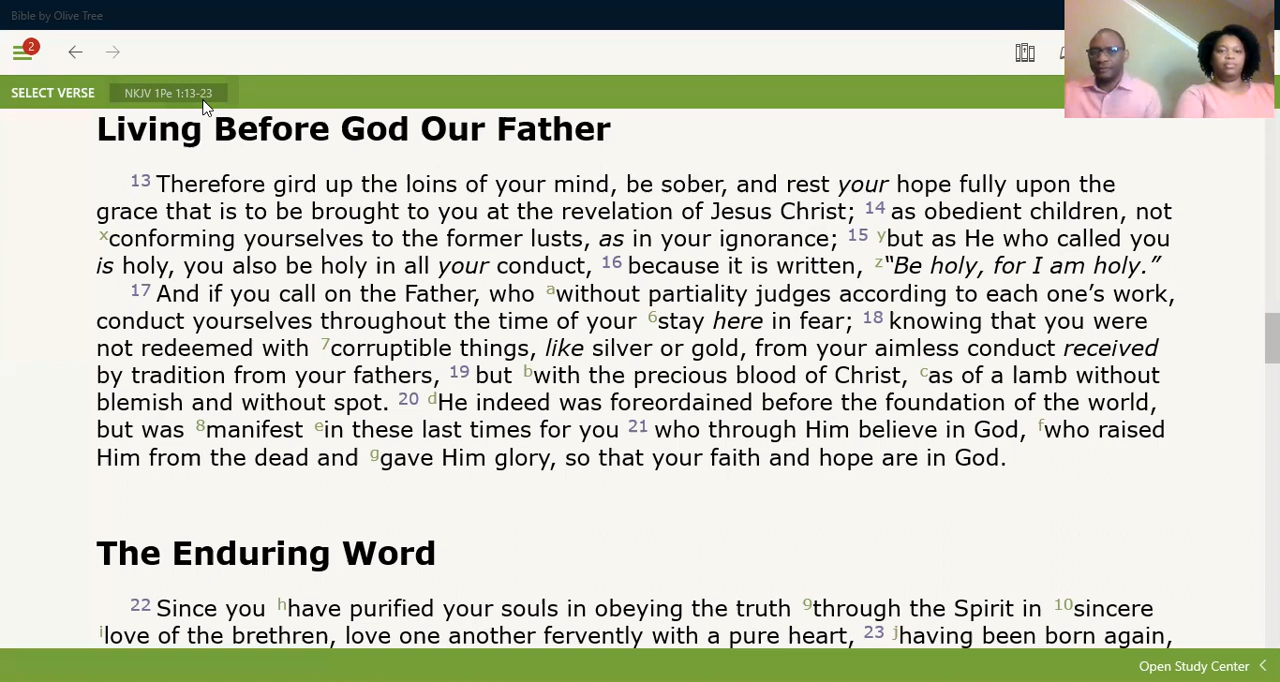 Bible by Olive Tree
2
SELECT VERSE NKJV 1Pe 1:13-23
Living Before God Our Father
13 Therefore gird up the loins of your mind, be sober, and rest your hope fully upon the
grace that is to be brought to you at the revelation of Jesus Christ; 14 as obedient children, not
xconforming yourselves to the former lusts, as in your ignorance; 15 ybut as He who called you
is holy, you also be holy in all your conduct, 16 because it is written, z“Be holy, for I am holy.”
17 And if you call on the Father, who awithout partiality judges according to each one’s work,
conduct yourselves throughout the time of your 6stay here in fear; 18 knowing that you were
not redeemed with 7corruptible things, like silver or gold, from your aimless conduct received
by tradition from your fathers, 19 but bwith the precious blood of Christ, cas of a lamb without
blemish and without spot. 20 dHe indeed was foreordained before the foundation of the world,
but was 8manifest ein these last times for you 21 who through Him believe in God, fwho raised
Him from the dead and ggave Him glory, so that your faith and hope are in God.
The Enduring Word
22 Since you hhave purified your souls in obeying the truth 9through the Spirit in 10sincere
ilove of the brethren, love one another fervently with a pure heart, 23 jhaving been born again,
Open Study Center